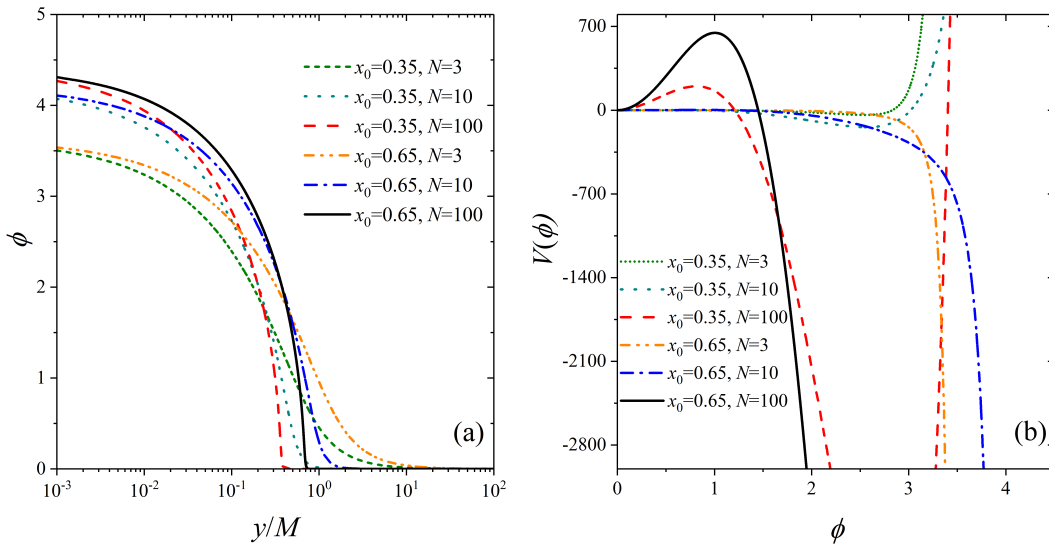 5
4
3
2
1
0
ϕ
x₀=0.35, N=3
x₀=0.35, N=10
x₀=0.35, N=100
x₀=0.65, N=3
x₀=0.65, N=10
x₀=0.65, N=100
(a)
10⁻³ 10⁻² 10⁻¹ 10⁰ 10¹ 10²
y/M
700
0
-700
-1400
-2100
-2800
V(ϕ)
x₀=0.35, N=3
x₀=0.35, N=10
x₀=0.35, N=100
x₀=0.65, N=3
x₀=0.65, N=10
x₀=0.65, N=100
(b)
0 1 2 3 4
ϕ